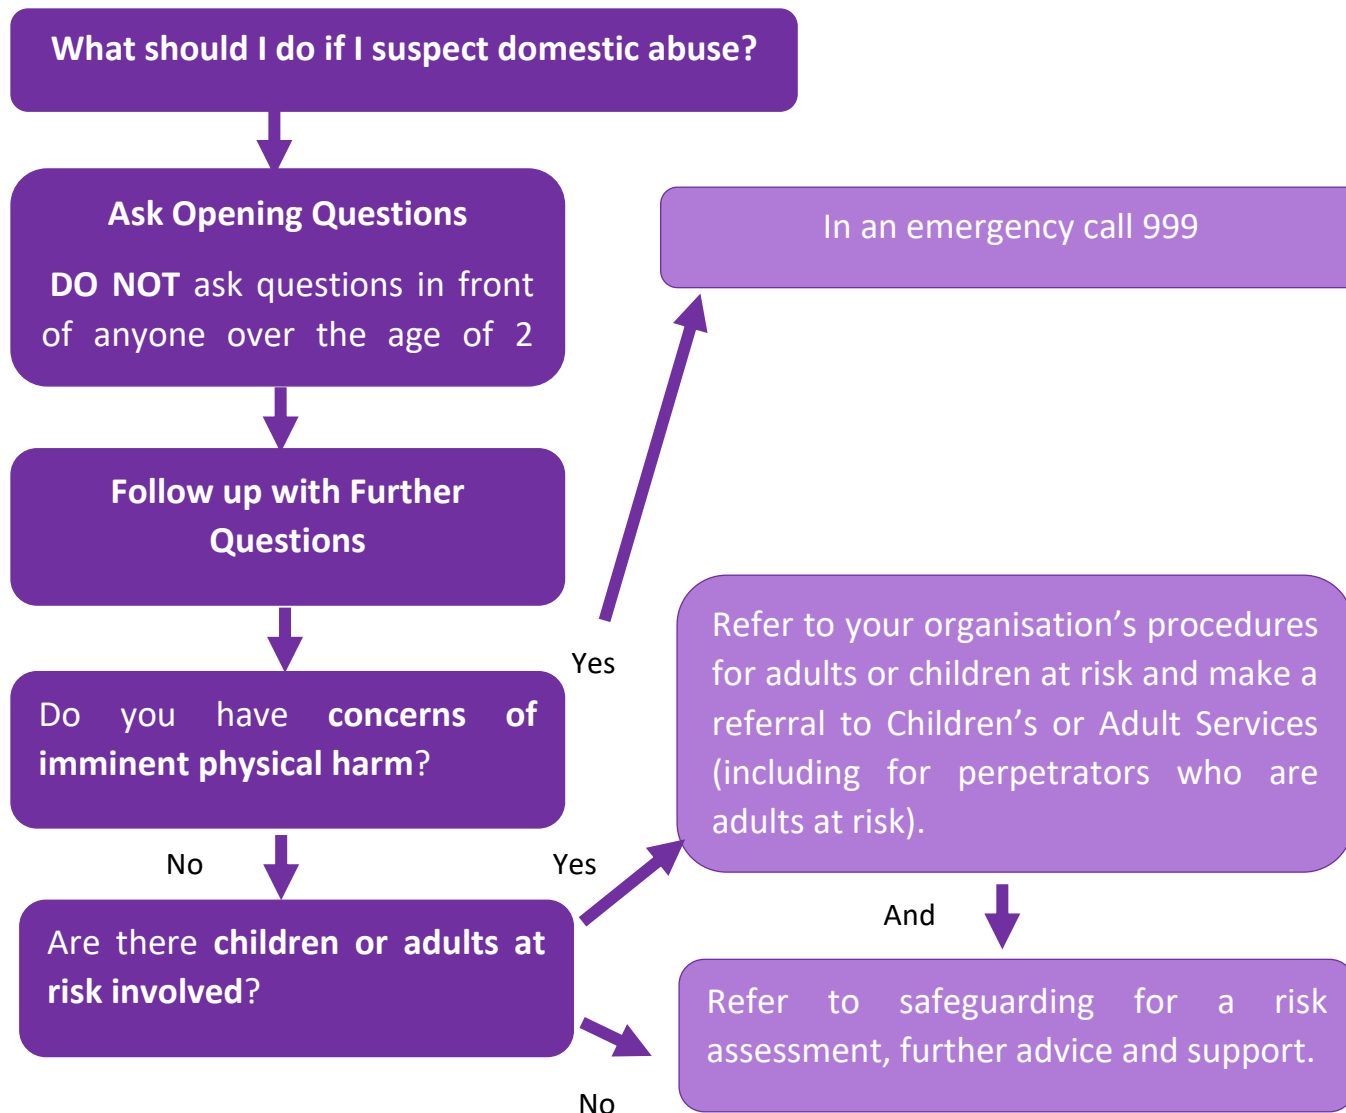 What should I do if I suspect domestic abuse?
Ask Opening Questions
DO NOT ask questions in front
of anyone over the age of 2
In an emergency call 999
Follow up with Further
Questions
Yes
Do you have concerns of
imminent physical harm?
Refer to your organisation’s procedures
for adults or children at risk and make a
referral to Children’s or Adult Services
(including for perpetrators who are
adults at risk).
No
Yes
And
Are there children or adults at
risk involved?
Refer to safeguarding for a risk
assessment, further advice and support.
No